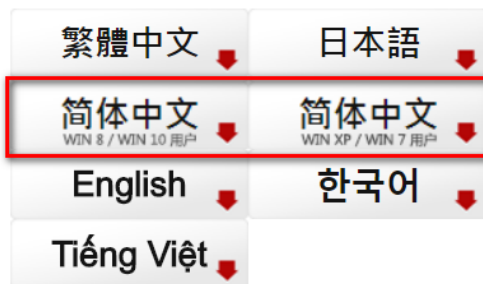 繁體中文
日本語
简体中文
WIN 8 / WIN 10 用户
简体中文
WIN XP / WIN 7 用户
English
한국어
Tiếng Việt